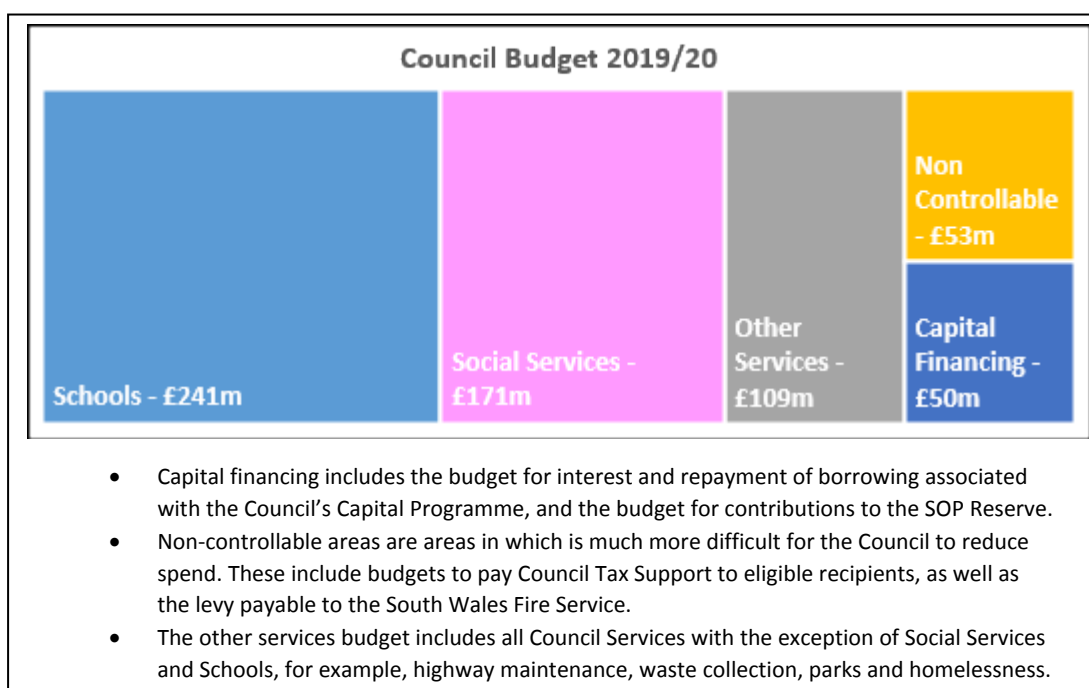 Council Budget 2019/20
Non
Controllable
- £53m
Schools - £241m
Social Services -
£171m
Other
Services -
£109m
Capital
Financing -
£50m
• Capital financing includes the budget for interest and repayment of borrowing associated
with the Council’s Capital Programme, and the budget for contributions to the SOP Reserve.
• Non-controllable areas are areas in which is much more difficult for the Council to reduce
spend. These include budgets to pay Council Tax Support to eligible recipients, as well as
the levy payable to the South Wales Fire Service.
• The other services budget includes all Council Services with the exception of Social Services
and Schools, for example, highway maintenance, waste collection, parks and homelessness.